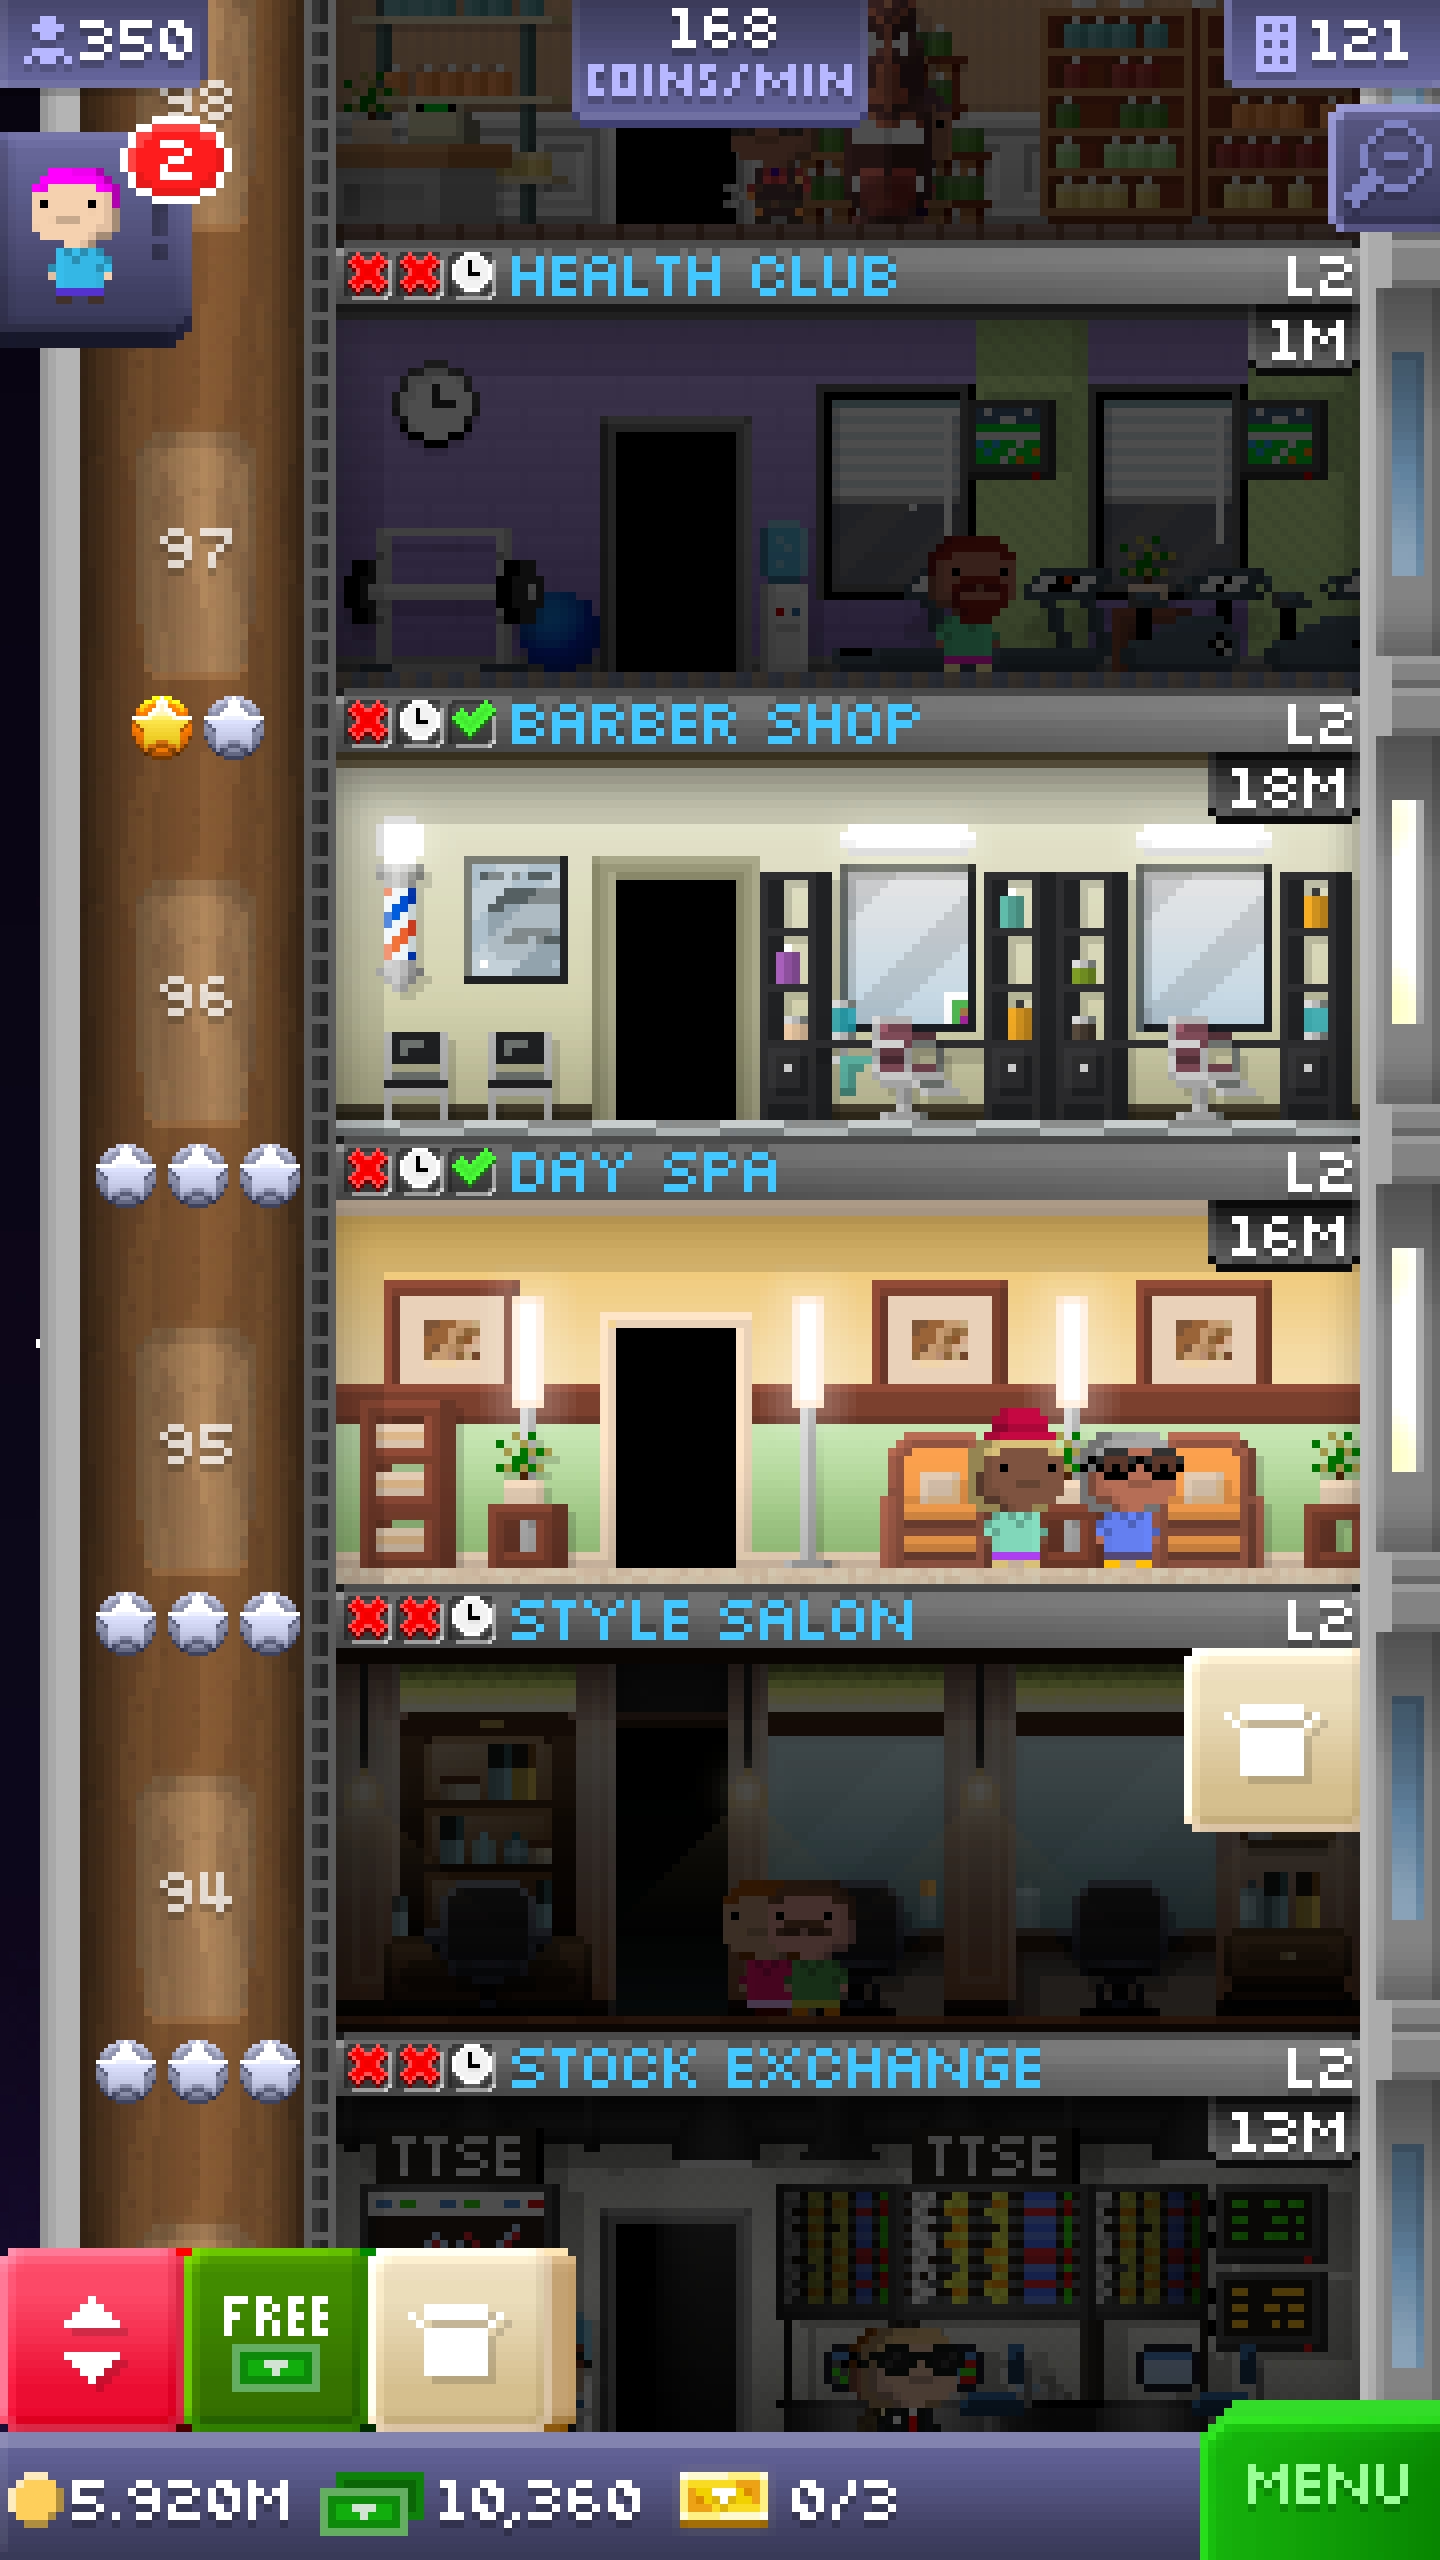 350
168
COINS/MIN
121
98
2
HEALTH CLUB
L2
1M
97
BARBER SHOP
L2
18M
96
DAY SPA
L2
16M
95
STYLE SALON
L2
94
STOCK EXCHANGE
L2
13M
TTSE
TTSE
FREE
5.920M
10,360
0/3
MENU